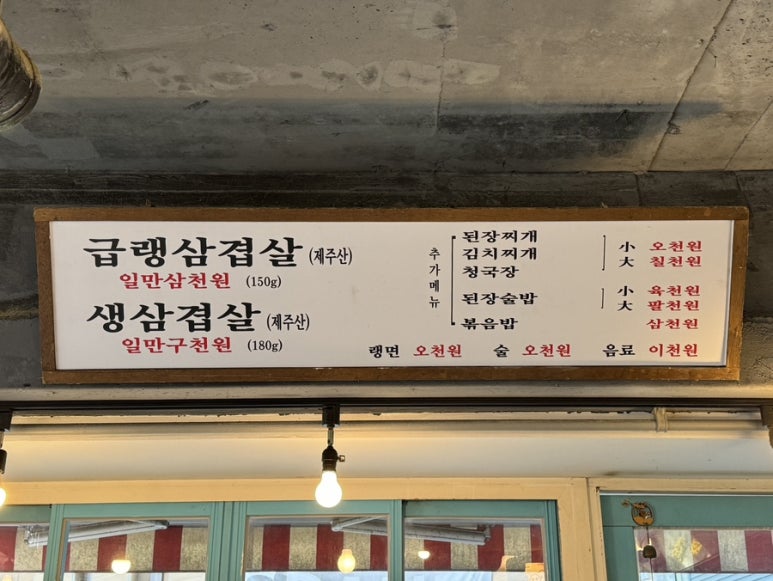 급랭삼겹살 (제주산)
일만삼천원 (150g)
생삼겹살 (제주산)
일만구천원 (180g)
추가메뉴
된장찌개
김치찌개
청국장
小 오천원
大 칠천원
된장술밥
小 육천원
大 팔천원
볶음밥 삼천원
랭면 오천원 술 오천원 음료 이천원